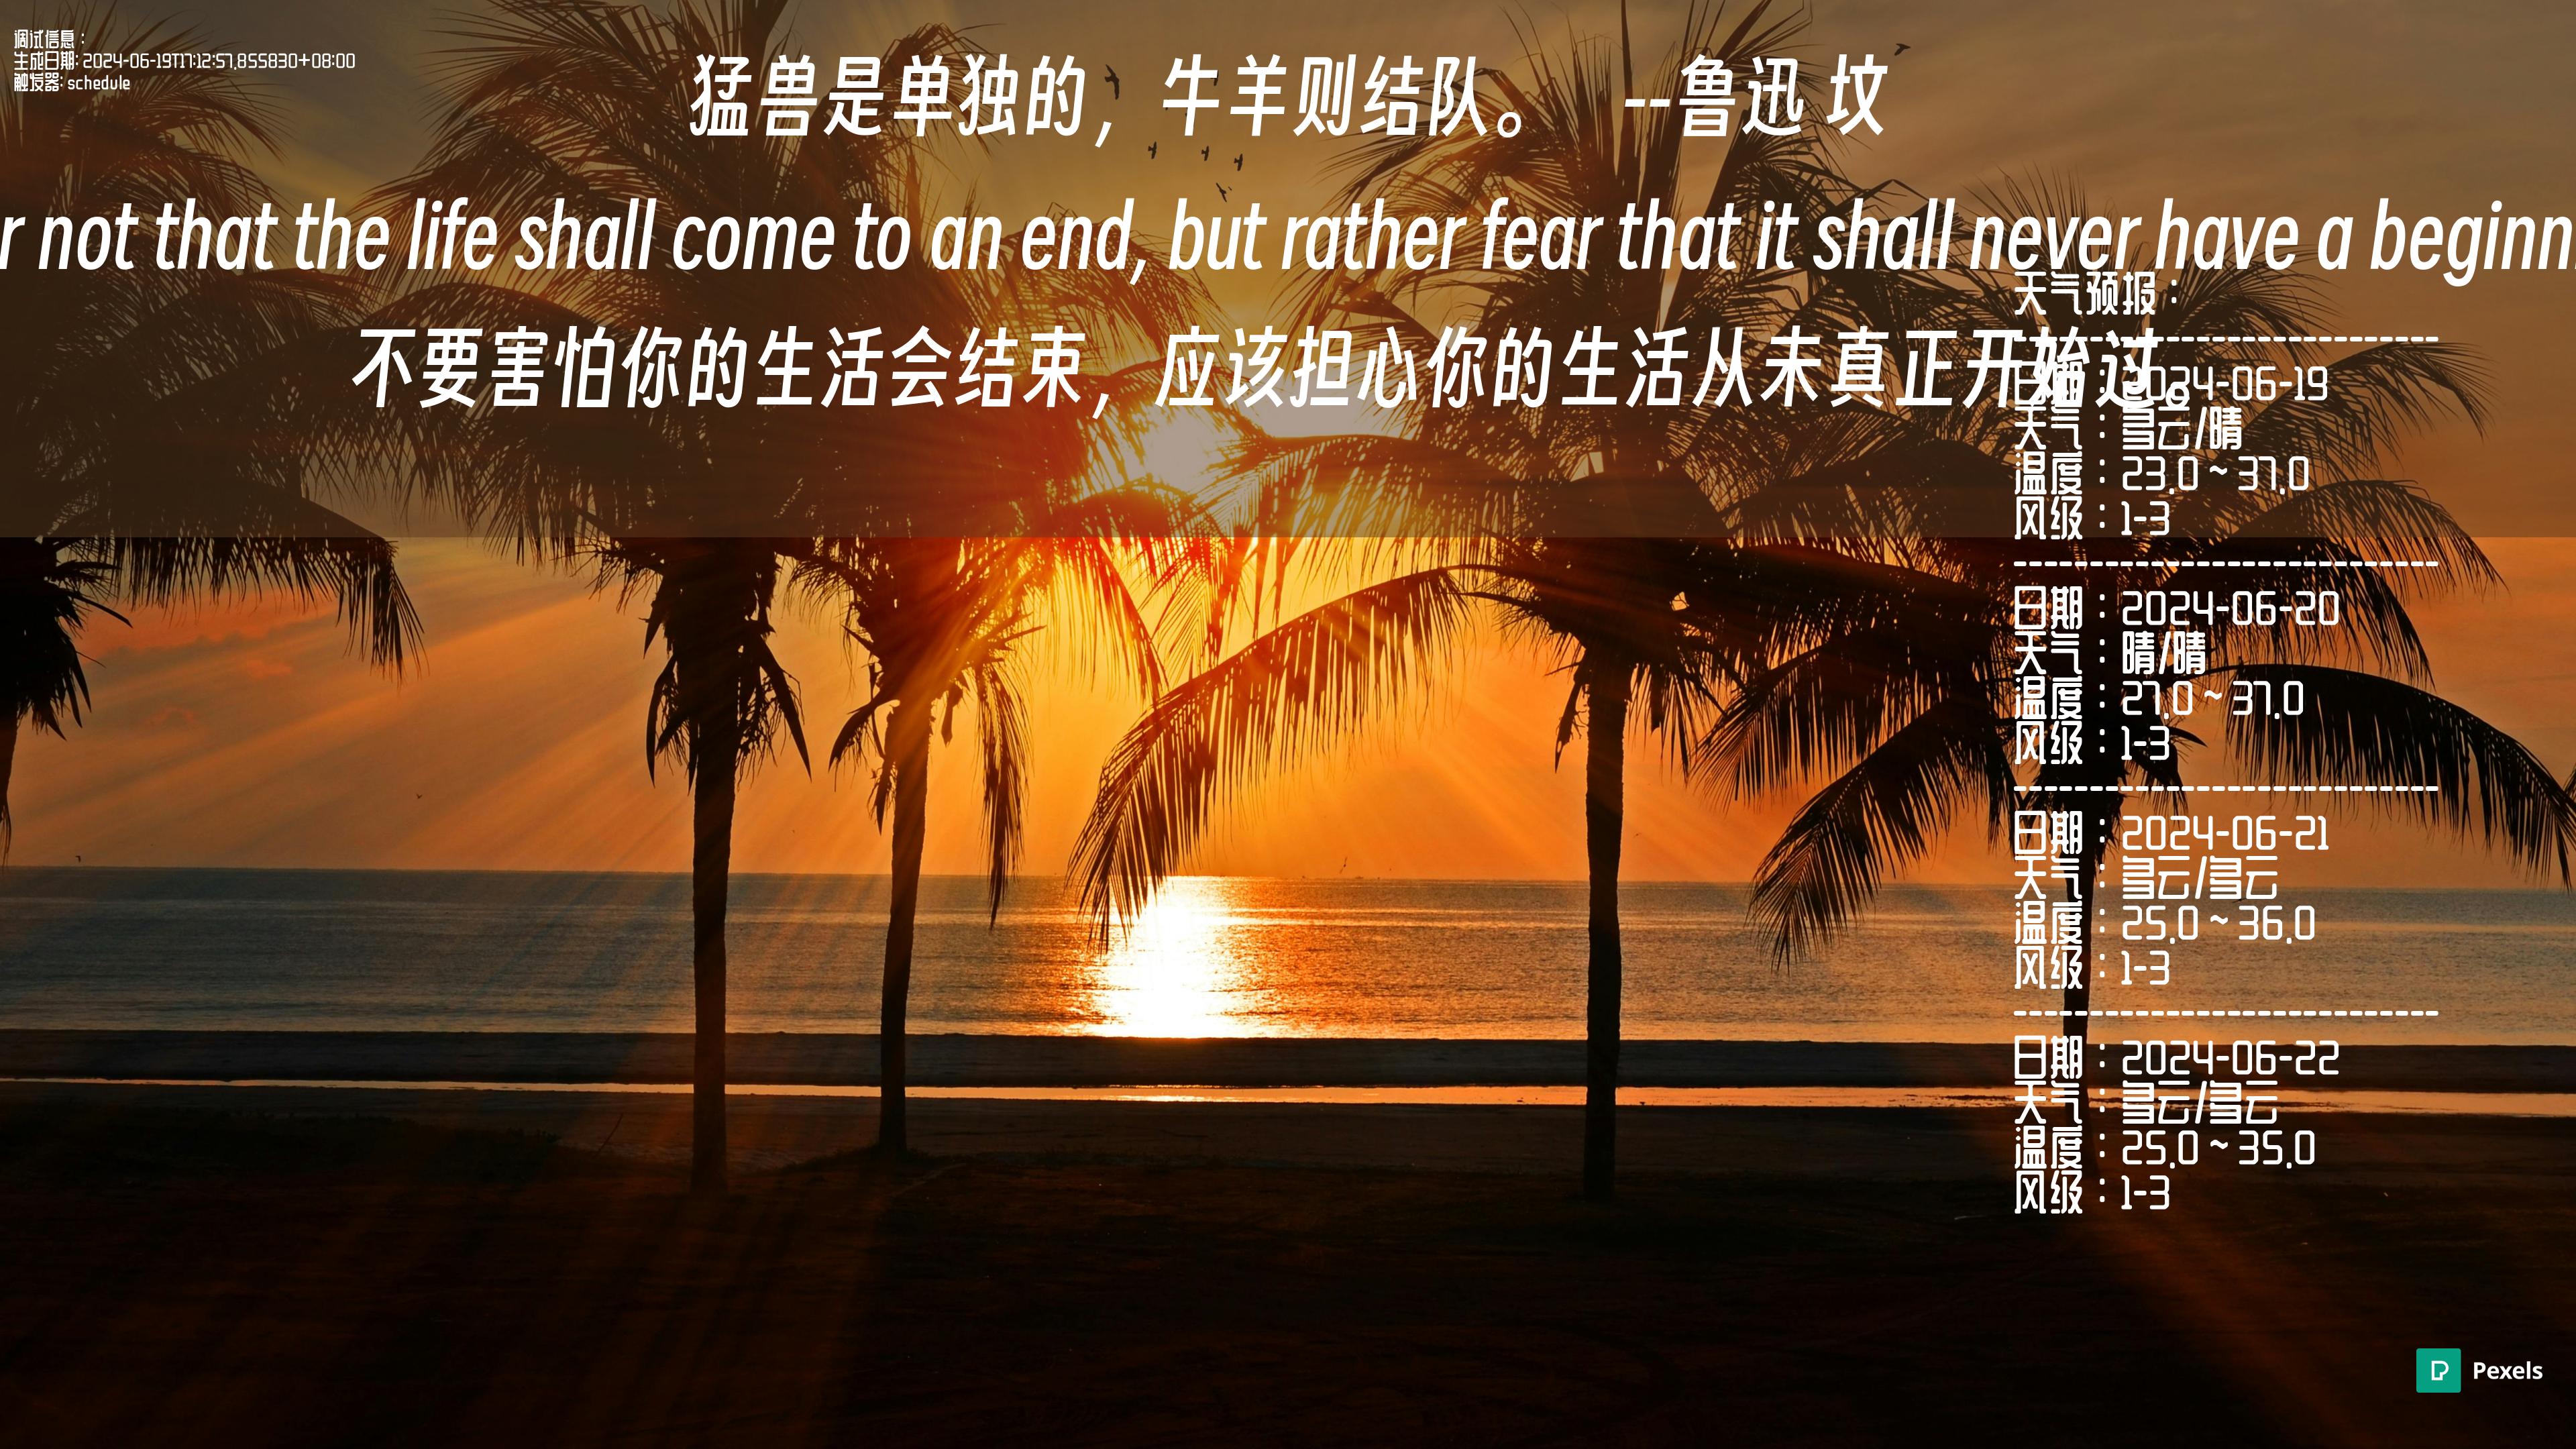 调试信息：
生成日期: 2024-06-19T17:12:57.855830+08:00
触发器: schedule
猛兽是单独的，牛羊则结队。 --鲁迅 坟
not that the life shall come to an end, but rather fear that it shall never have a
不要害怕你的生活会结束，应该担心你的生活从未真正开始过。
天气预报：
----------------------------
日期：2024-06-19
天气：多云/晴
温度：23.0 ~ 37.0
风级：1-3
----------------------------
日期：2024-06-20
天气：晴/晴
温度：27.0 ~ 37.0
风级：1-3
----------------------------
日期：2024-06-21
天气：多云/多云
温度：25.0 ~ 36.0
风级：1-3
----------------------------
日期：2024-06-22
天气：多云/多云
温度：25.0 ~ 35.0
风级：1-3
Pexels